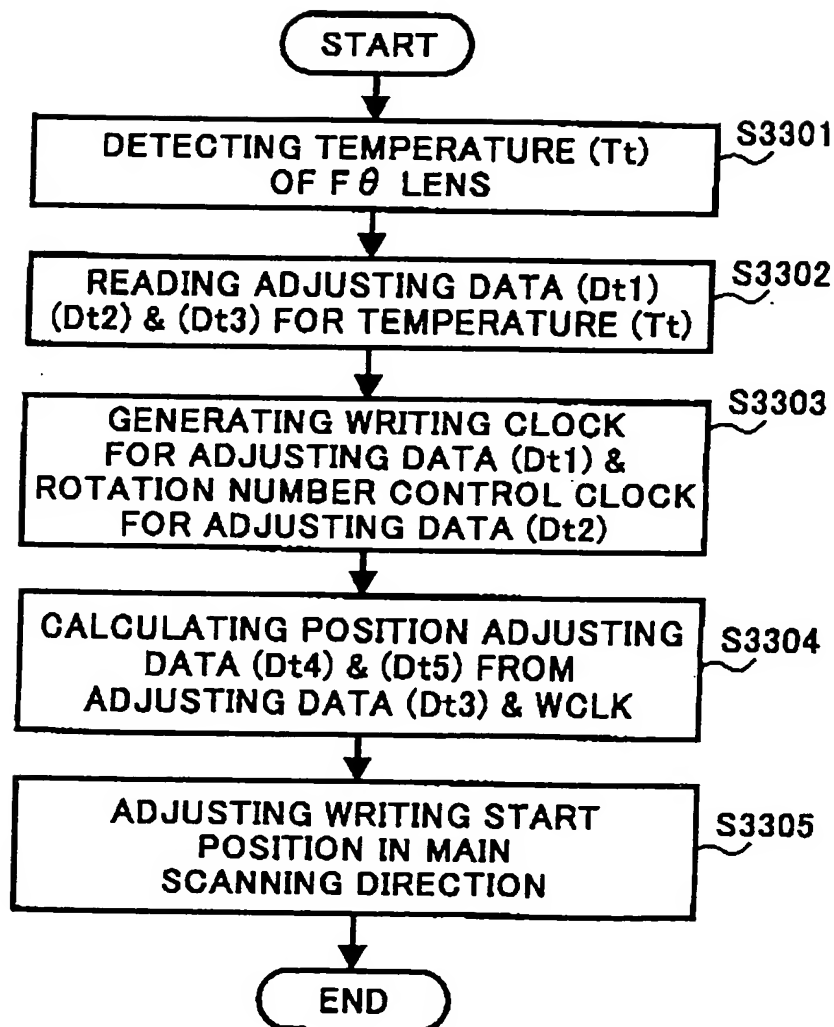 START
DETECTING TEMPERATURE (Tt)
OF Fθ LENS
S3301
READING ADJUSTING DATA (Dt1)
(Dt2) & (Dt3) FOR TEMPERATURE (Tt)
S3302
GENERATING WRITING CLOCK
FOR ADJUSTING DATA (Dt1) &
ROTATION NUMBER CONTROL CLOCK
FOR ADJUSTING DATA (Dt2)
S3303
CALCULATING POSITION ADJUSTING
DATA (Dt4) & (Dt5) FROM
ADJUSTING DATA (Dt3) & WCLK
S3304
ADJUSTING WRITING START
POSITION IN MAIN
SCANNING DIRECTION
S3305
END